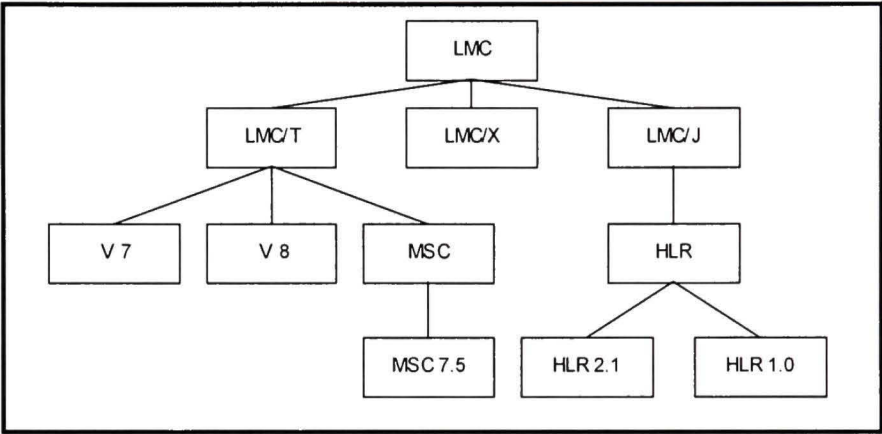 LMC
LMC/T
LMC/X
LMC/J
V 7
V 8
MSC
HLR
MSC 7.5
HLR 2.1
HLR 1.0